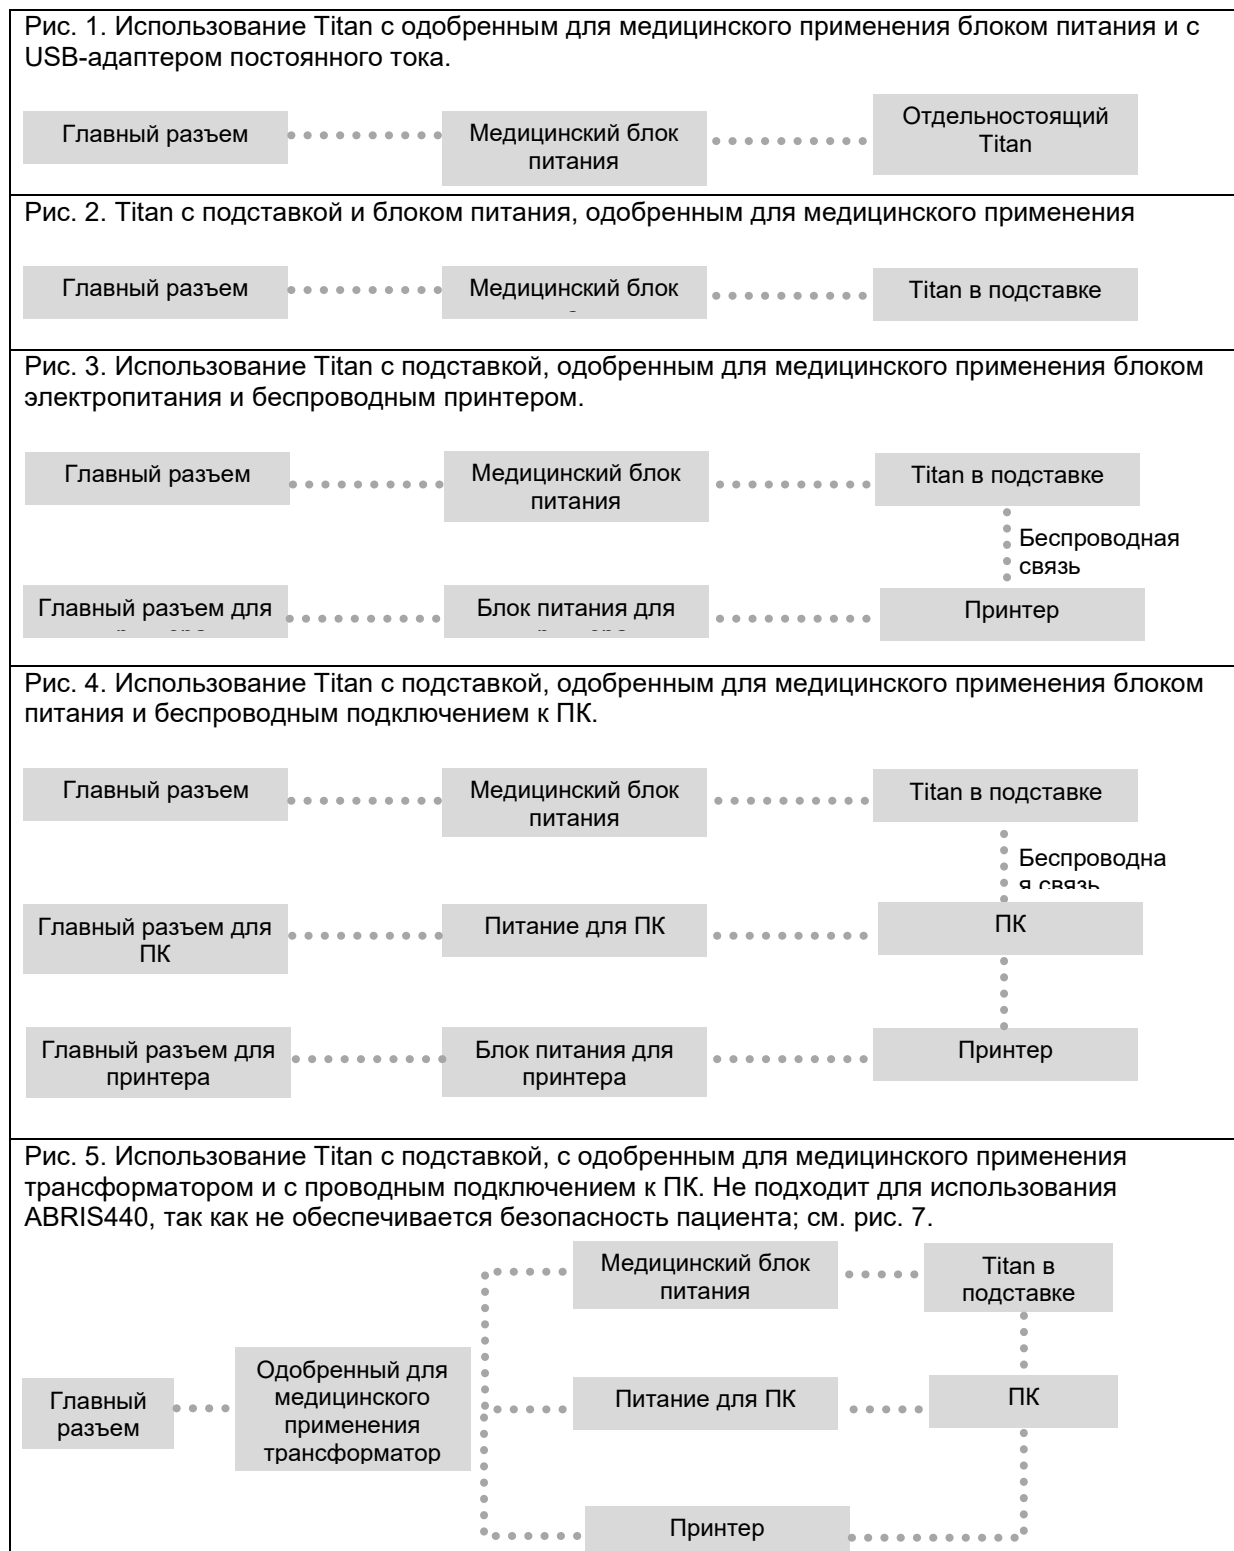 Рис. 1. Использование Titan с одобренным для медицинского применения блоком питания и с
USB-адаптером постоянного тока.
Главный разъем
Медицинский блок
питания
Отдельностоящий
Titan
Рис. 2. Titan с подставкой и блоком питания, одобренным для медицинского применения
Главный разъем
Медицинский блок
Titan в подставке
Рис. 3. Использование Titan с подставкой, одобренным для медицинского применения блоком
электропитания и беспроводным принтером.
Главный разъем
Медицинский блок
питания
Titan в подставке
Беспроводная
связь
Главный разъем для
Блок питания для
Принтер
Рис. 4. Использование Titan с подставкой, одобренным для медицинского применения блоком
питания и беспроводным подключением к ПК.
Главный разъем
Медицинский блок
питания
Titan в подставке
Беспроводна
я связь
Главный разъем для
ПК
Питание для ПК
ПК
Главный разъем для
принтера
Блок питания для
принтера
Принтер
Рис. 5. Использование Titan с подставкой, с одобренным для медицинского применения
трансформатором и с проводным подключением к ПК. Не подходит для использования
ABRIS440, так как не обеспечивается безопасность пациента; см. рис. 7.
Медицинский блок
питания
Titan в
подставке
Главный
разъем
Одобренный для
медицинского
применения
трансформатор
Питание для ПК
ПК
Принтер